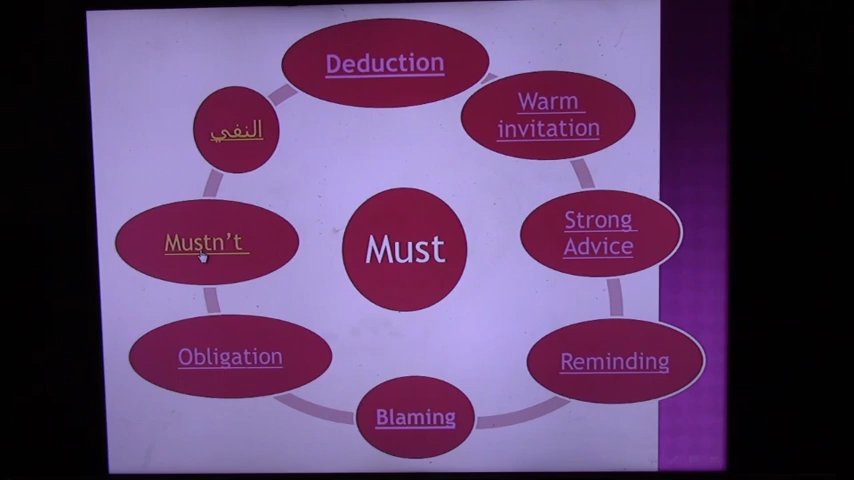 Deduction
Warm
invitation
النفي
Strong
Advice
Mustn't
Must
Obligation
Reminding
Blaming